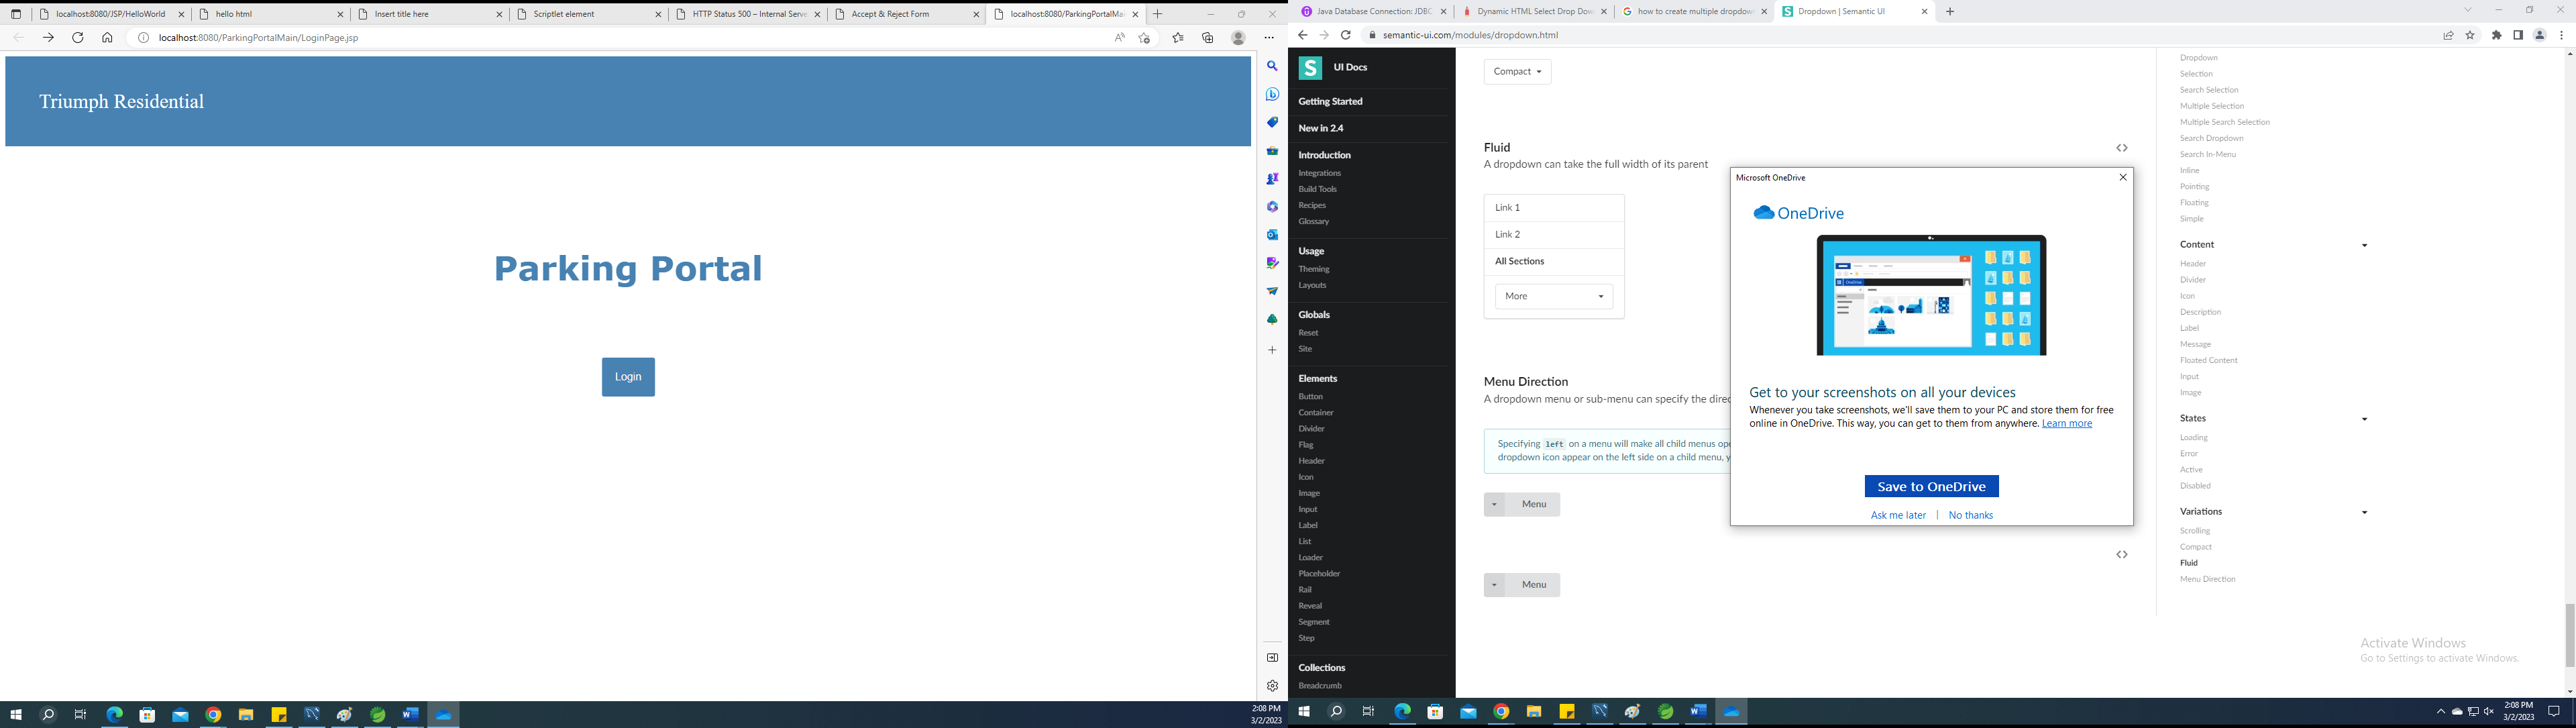 localhost:8080/JSP/HelloWorld
hello html
Insert title here
Scriptlet element
HTTP Status 500 – Internal Serve
Accept & Reject Form
localhost:8080/ParkingPortalMai
localhost:8080/ParkingPortalMain/LoginPage.jsp
Triumph Residential
Parking Portal
Login
2:08 PM
3/2/2023
Java Database Connection: JDBC
Dynamic HTML Select Drop Dow
how to create multiple dropdow
Dropdown | Semantic UI
semantic-ui.com/modules/dropdown.html
UI Docs
Getting Started
New in 2.4
Introduction
Integrations
Build Tools
Recipes
Glossary
Usage
Theming
Layouts
Globals
Reset
Site
Elements
Button
Container
Divider
Flag
Header
Icon
Image
Input
Label
List
Loader
Placeholder
Rail
Reveal
Segment
Step
Collections
Breadcrumb
Compact
Fluid
A dropdown can take the full width of its parent
Link 1
Link 2
All Sections
More
Menu Direction
A dropdown menu or sub-menu can specify the direc
Specifying left on a menu will make all child menus ope
dropdown icon appear on the left side on a child menu, y
Menu
Menu
Microsoft OneDrive
OneDrive
OneDrive
Get to your screenshots on all your devices
Whenever you take screenshots, we'll save them to your PC and store them for free
online in OneDrive. This way, you can get to them from anywhere. Learn more
Save to OneDrive
Ask me later | No thanks
Dropdown
Selection
Search Selection
Multiple Selection
Multiple Search Selection
Search Dropdown
Search In-Menu
Inline
Pointing
Floating
Simple
Content
Header
Divider
Icon
Description
Label
Message
Floated Content
Input
Image
States
Loading
Error
Active
Disabled
Variations
Scrolling
Compact
Fluid
Menu Direction
Activate Windows
Go to Settings to activate Windows.
2:08 PM
3/2/2023